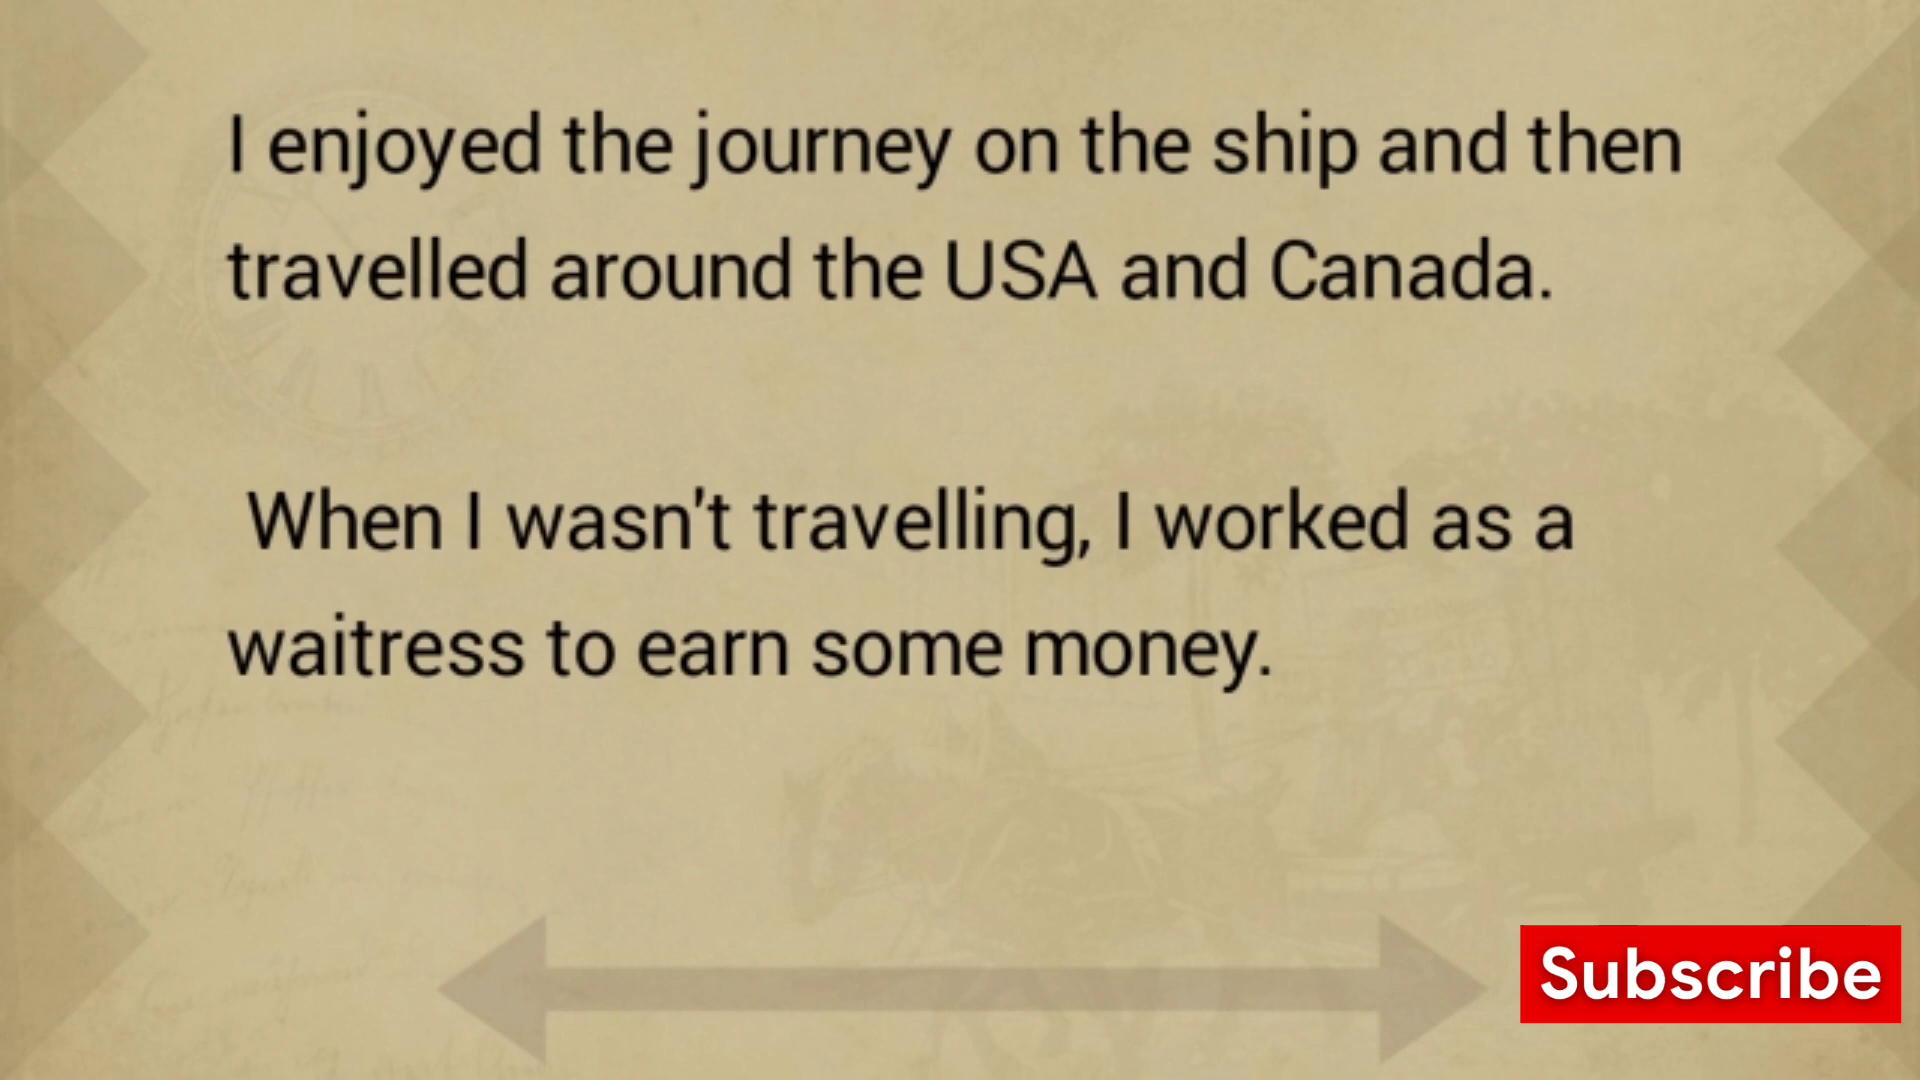 I enjoyed the journey on the ship and then
travelled around the USA and Canada.
When I wasn't travelling, I worked as a
waitress to earn some money.
Subscribe